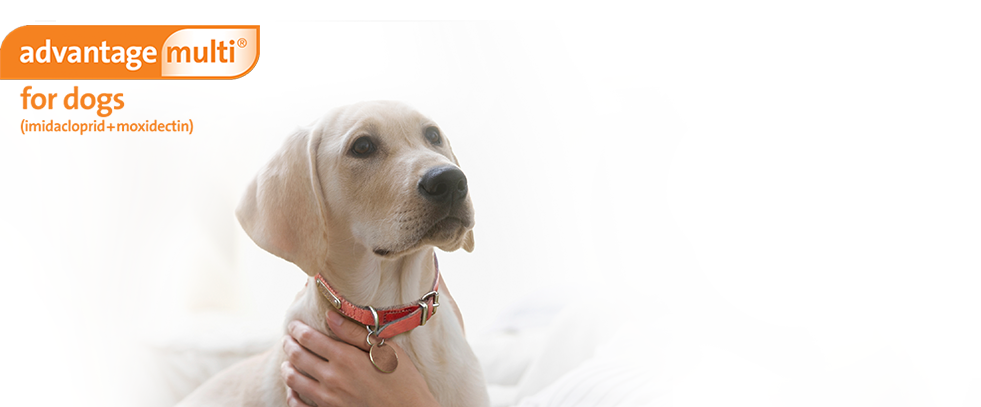 advantage multi®
for dogs
(imidacloprid+moxidectin)